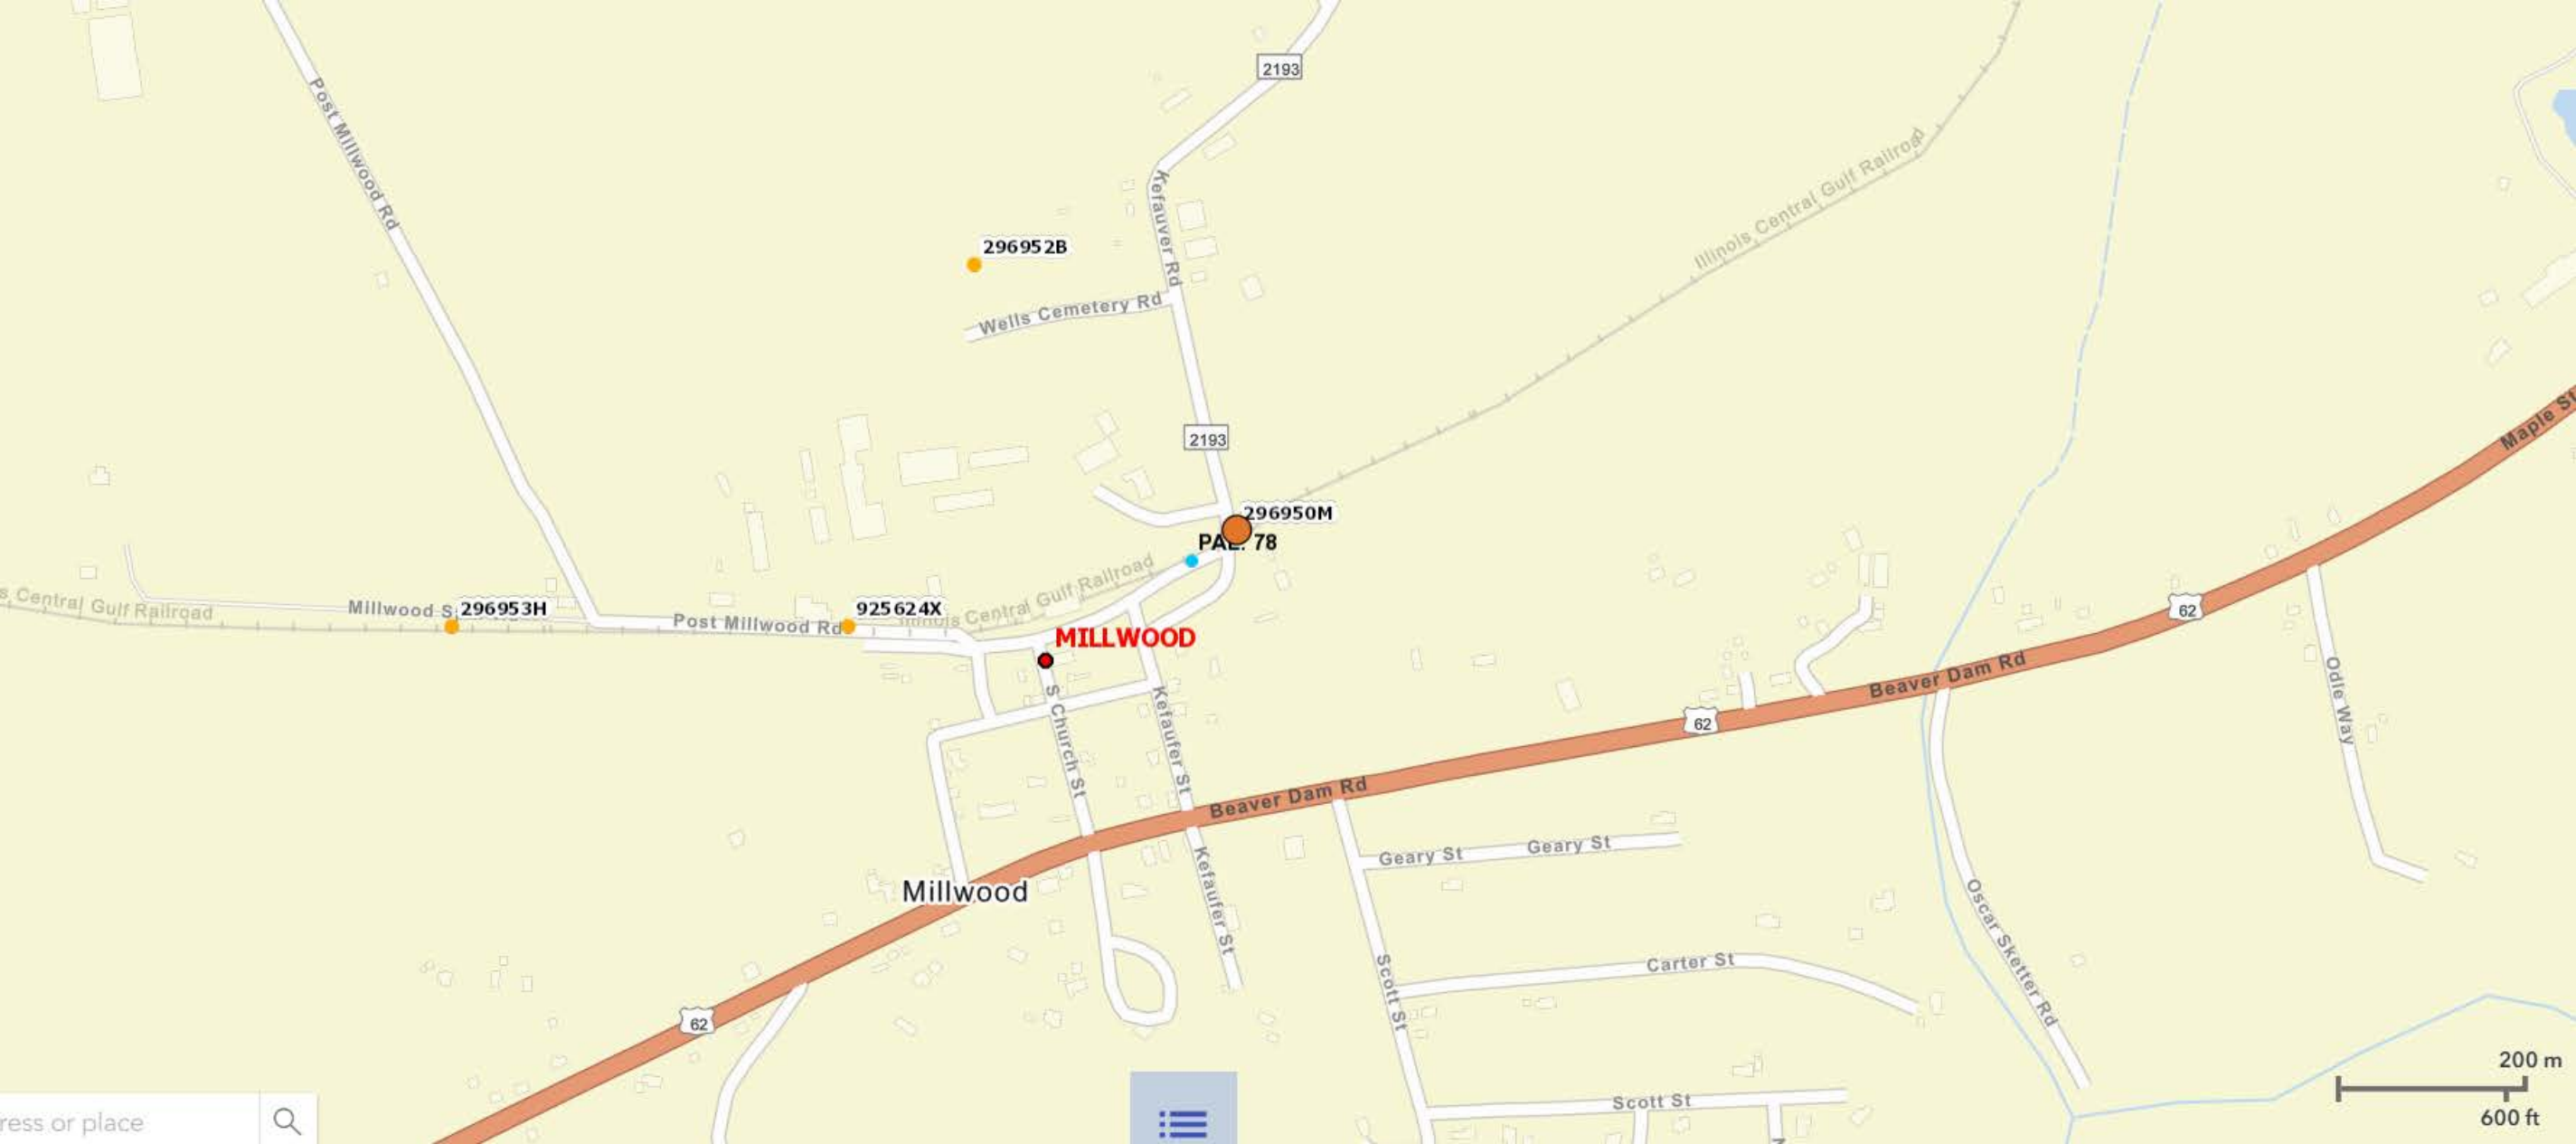 2193
Post Millwood Rd
Illinois Central Gulf Railroad
Kefauver Rd
296952B
Wells Cemetery Rd
Maple St
2193
296950M
PAL: 78
s Central Gulf Railroad
Millwood S
296953H
Post Millwood Rd
925624X
Illinois Central Gulf Railroad
MILLWOOD
62
Beaver Dam Rd
62
Odle Way
S Church St
Kefaufer St
Beaver Dam Rd
Geary St
Geary St
Millwood
Kefaufer St
Oscar Sketter Rd
Scott St
Carter St
62
200 m
600 ft
Scott St
ress or place